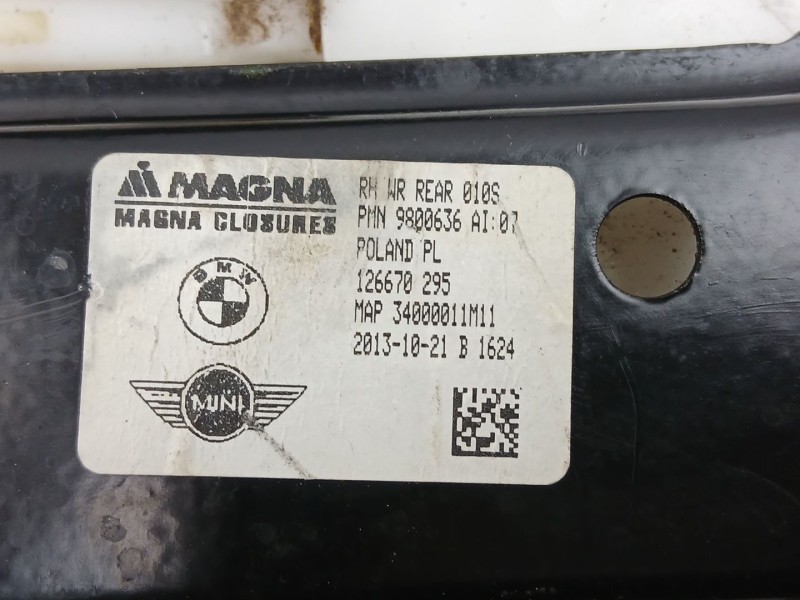 MAGNA
MAGNA CLOSURES
BMW
MINI
RH WR REAR 010S
PMN 9800636 AI:07
POLAND PL
126670 295
MAP 34000011M11
2013-10-21 B 1624